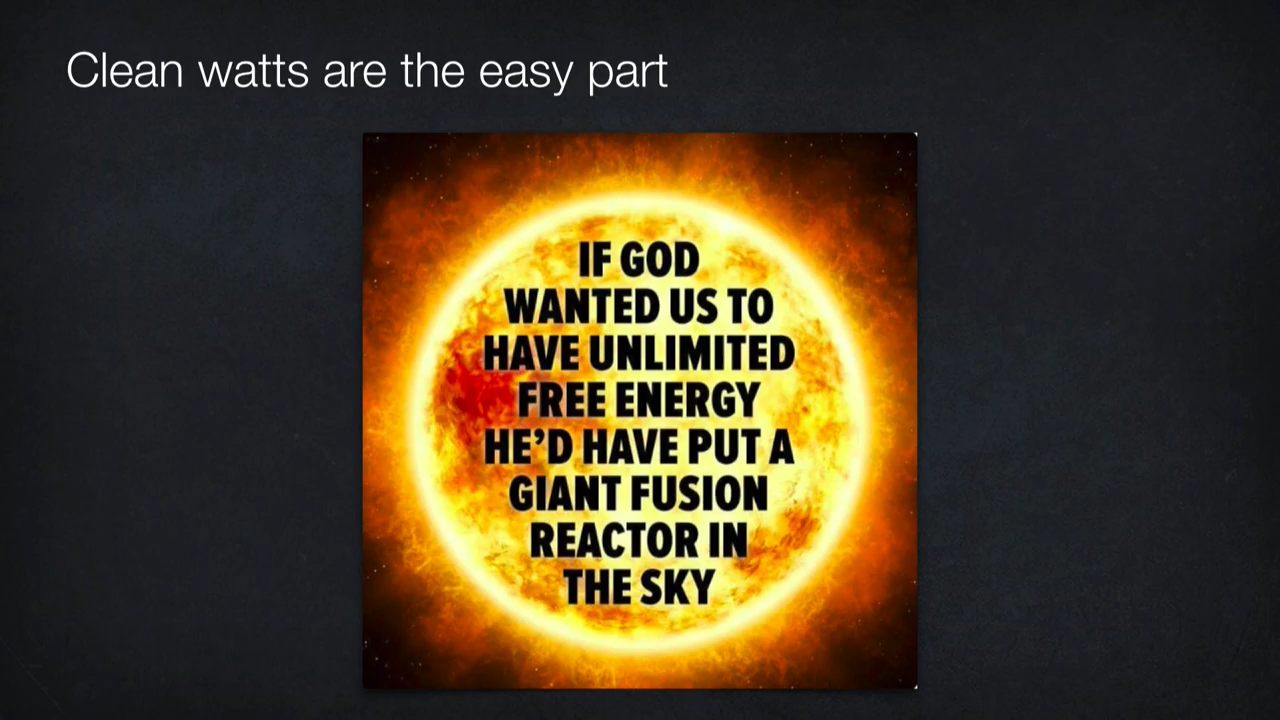 Clean watts are the easy part
IF GOD
WANTED US TO
HAVE UNLIMITED
FREE ENERGY
HE’D HAVE PUT A
GIANT FUSION
REACTOR IN
THE SKY